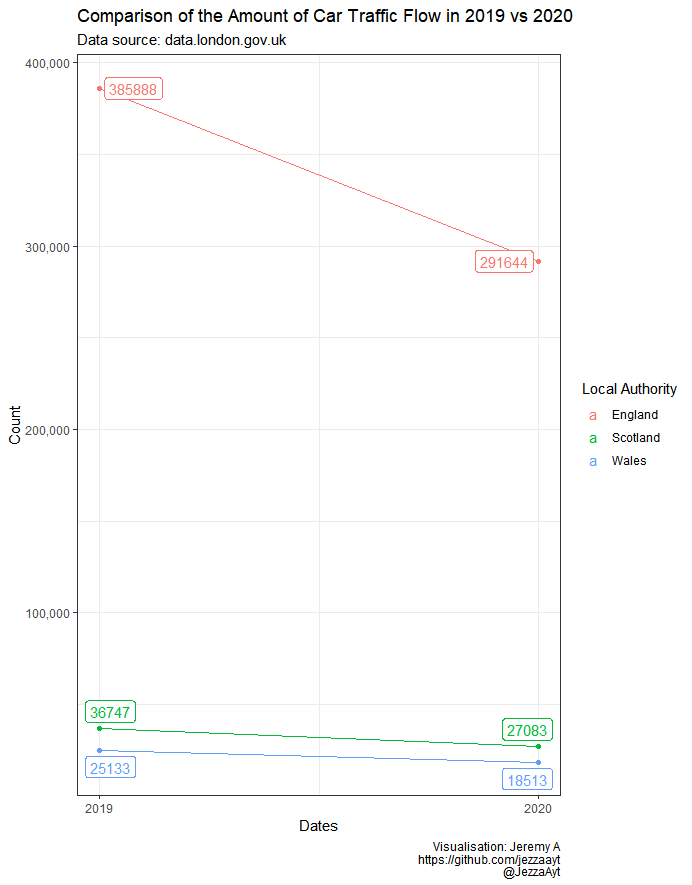 Comparison of the Amount of Car Traffic Flow in 2019 vs 2020
Data source: data.london.gov.uk
400,000
300,000
200,000
100,000
Count
385888
291644
36747
27083
25133
18513
2019
2020
Dates
Local Authority
a England
a Scotland
a Wales
Visualisation: Jeremy A
https://github.com/jezzaayt
@JezzaAyt